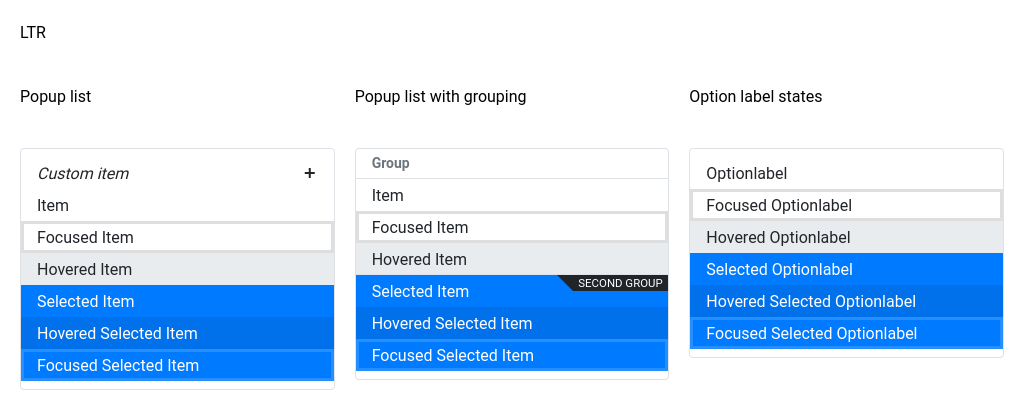 LTR
Popup list
Custom item +
Item
Focused Item
Hovered Item
Selected Item
Hovered Selected Item
Focused Selected Item
Popup list with grouping
Group
Item
Focused Item
Hovered Item
SECOND GROUP
Selected Item
Hovered Selected Item
Focused Selected Item
Option label states
Optionlabel
Focused Optionlabel
Hovered Optionlabel
Selected Optionlabel
Hovered Selected Optionlabel
Focused Selected Optionlabel